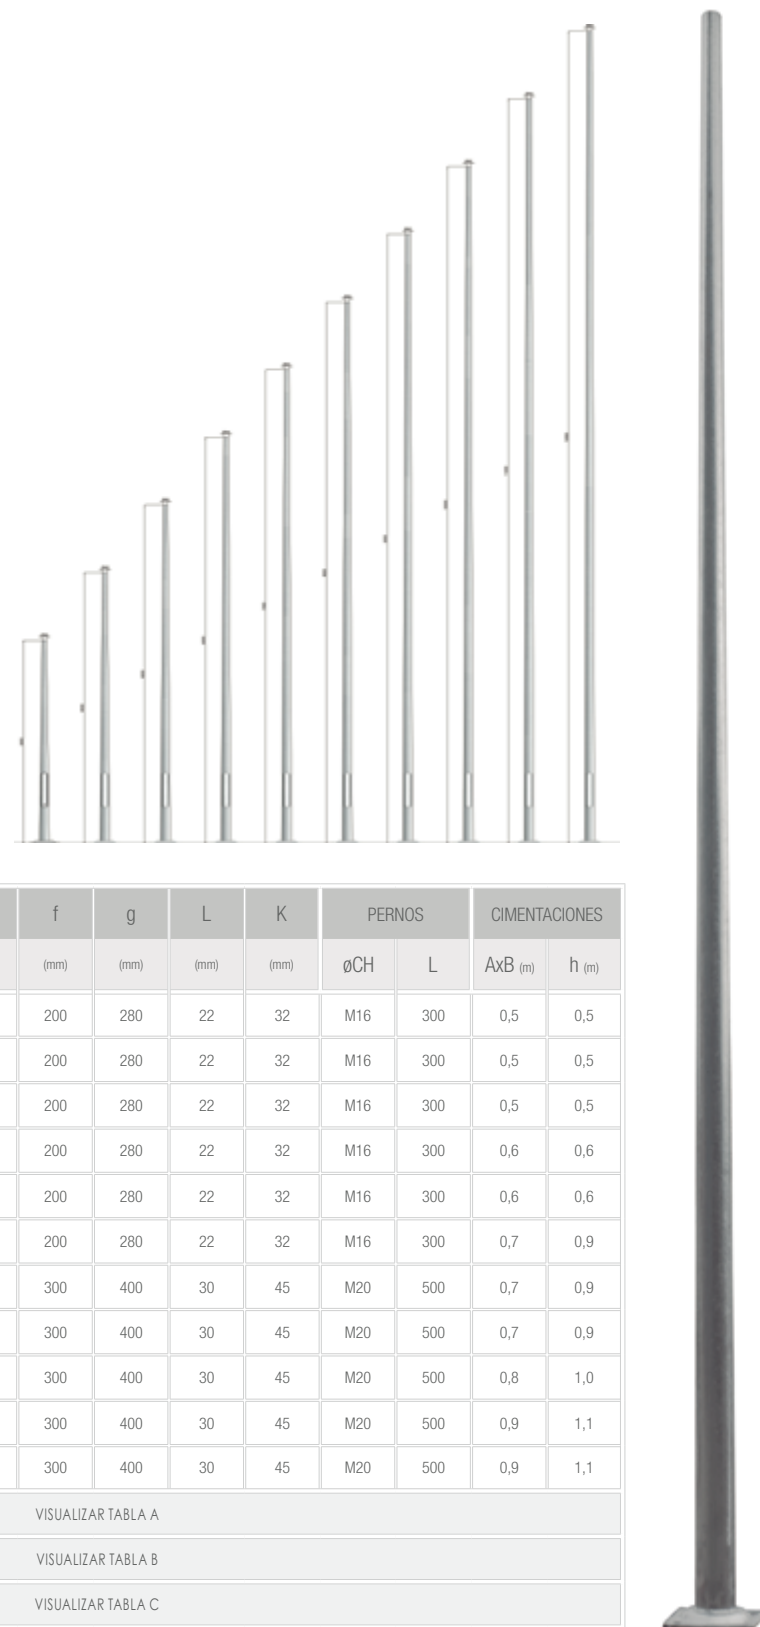 f g L K PERNOS CIMENTACIONES
(mm) (mm) (mm) (mm) øCH L AxB (m) h (m)
200 280 22 32 M16 300 0,5 0,5
200 280 22 32 M16 300 0,5 0,5
200 280 22 32 M16 300 0,5 0,5
200 280 22 32 M16 300 0,6 0,6
200 280 22 32 M16 300 0,6 0,6
200 280 22 32 M16 300 0,7 0,9
300 400 30 45 M20 500 0,7 0,9
300 400 30 45 M20 500 0,7 0,9
300 400 30 45 M20 500 0,8 1,0
300 400 30 45 M20 500 0,9 1,1
300 400 30 45 M20 500 0,9 1,1
VISUALIZAR TABLA A
VISUALIZAR TABLA B
VISUALIZAR TABLA C